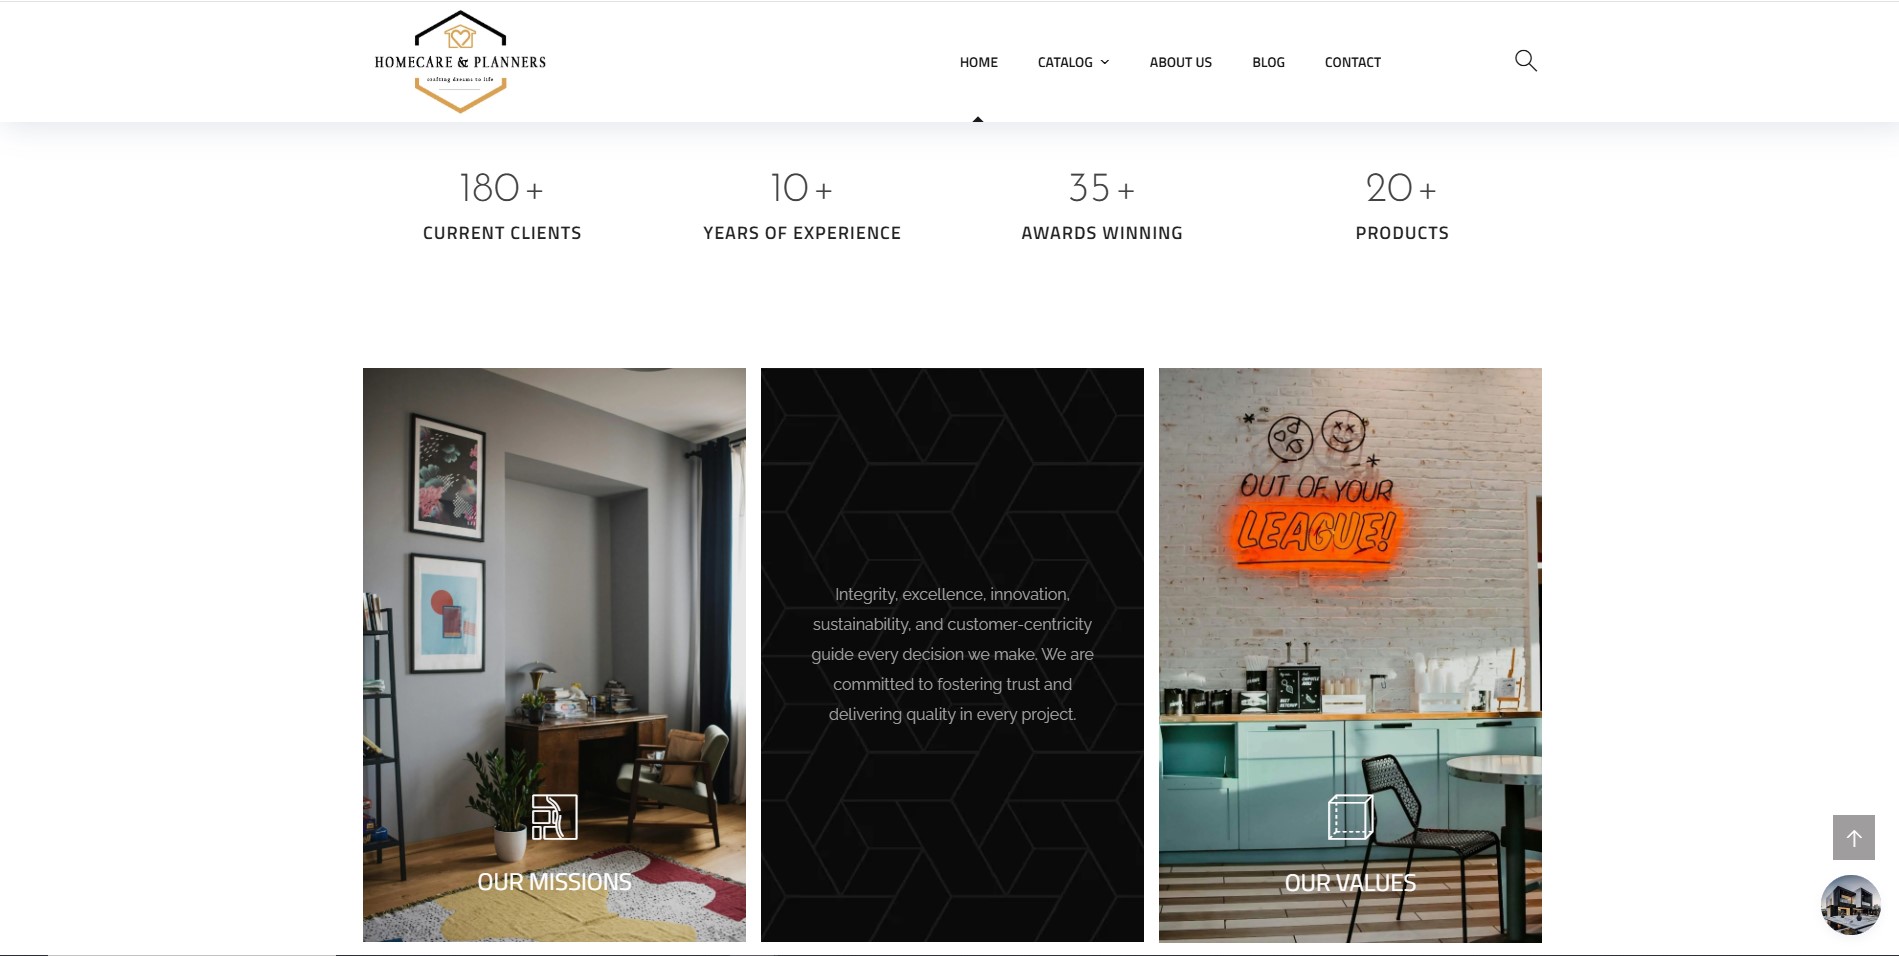 HOMECARE & PLANNERS
crafting dreams to life
HOME
CATALOG
ABOUT US
BLOG
CONTACT
180+
CURRENT CLIENTS
10+
YEARS OF EXPERIENCE
35+
AWARDS WINNING
20+
PRODUCTS
OUR MISSIONS
Integrity, excellence, innovation,
sustainability, and customer-centricity
guide every decision we make. We are
committed to fostering trust and
delivering quality in every project.
OUT OF YOUR
LEAGUE!
OUR VALUES